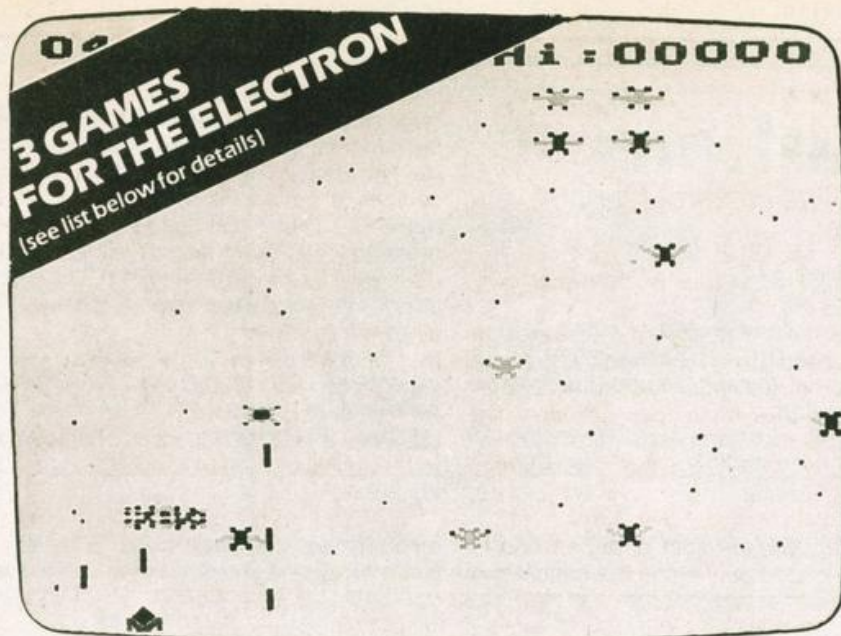 3 GAMES
FOR THE ELECTRON
(see list below for details)
Hi:00000